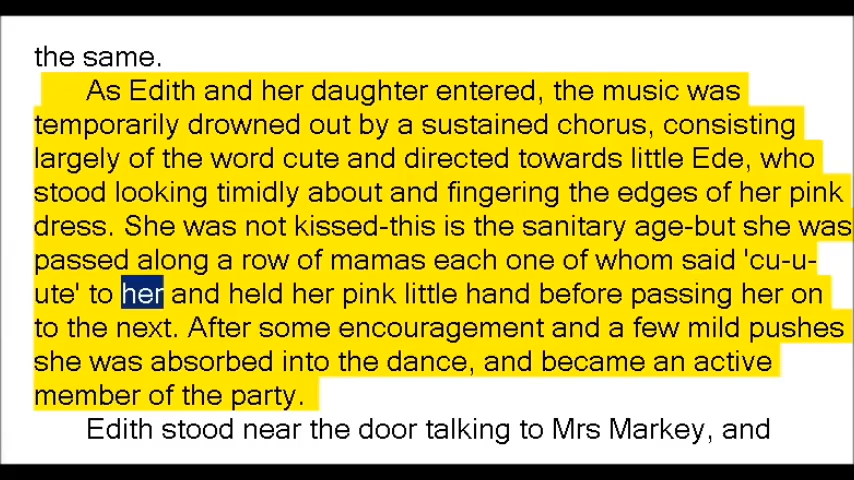 the same.
As Edith and her daughter entered, the music was
temporarily drowned out by a sustained chorus, consisting
largely of the word cute and directed towards little Ede, who
stood looking timidly about and fingering the edges of her pink
dress. She was not kissed-this is the sanitary age-but she was
passed along a row of mamas each one of whom said 'cu-u-
ute' to her and held her pink little hand before passing her on
to the next. After some encouragement and a few mild pushes
she was absorbed into the dance, and became an active
member of the party.
Edith stood near the door talking to Mrs Markey, and